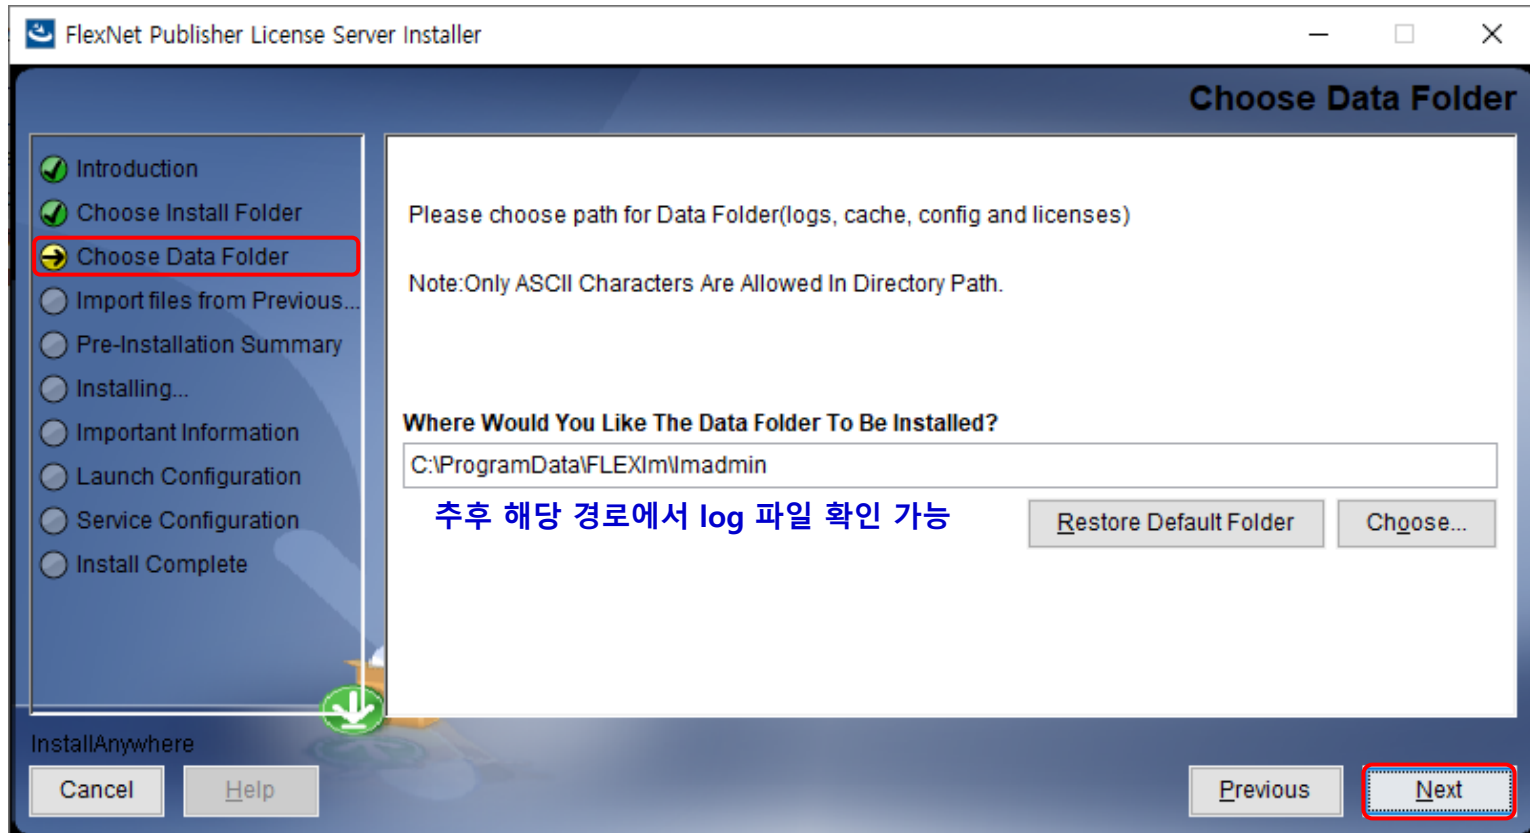 FlexNet Publisher License Server Installer
Choose Data Folder
Introduction
Choose Install Folder
Choose Data Folder
Import files from Previous...
Pre-Installation Summary
Installing...
Important Information
Launch Configuration
Service Configuration
Install Complete
Please choose path for Data Folder(logs, cache, config and licenses)
Note:Only ASCII Characters Are Allowed In Directory Path.
Where Would You Like The Data Folder To Be Installed?
C:\ProgramData\FLEXlm\lmadmin
추후 해당 경로에서 log 파일 확인 가능
Restore Default Folder
Choose...
InstallAnywhere
Cancel
Help
Previous
Next